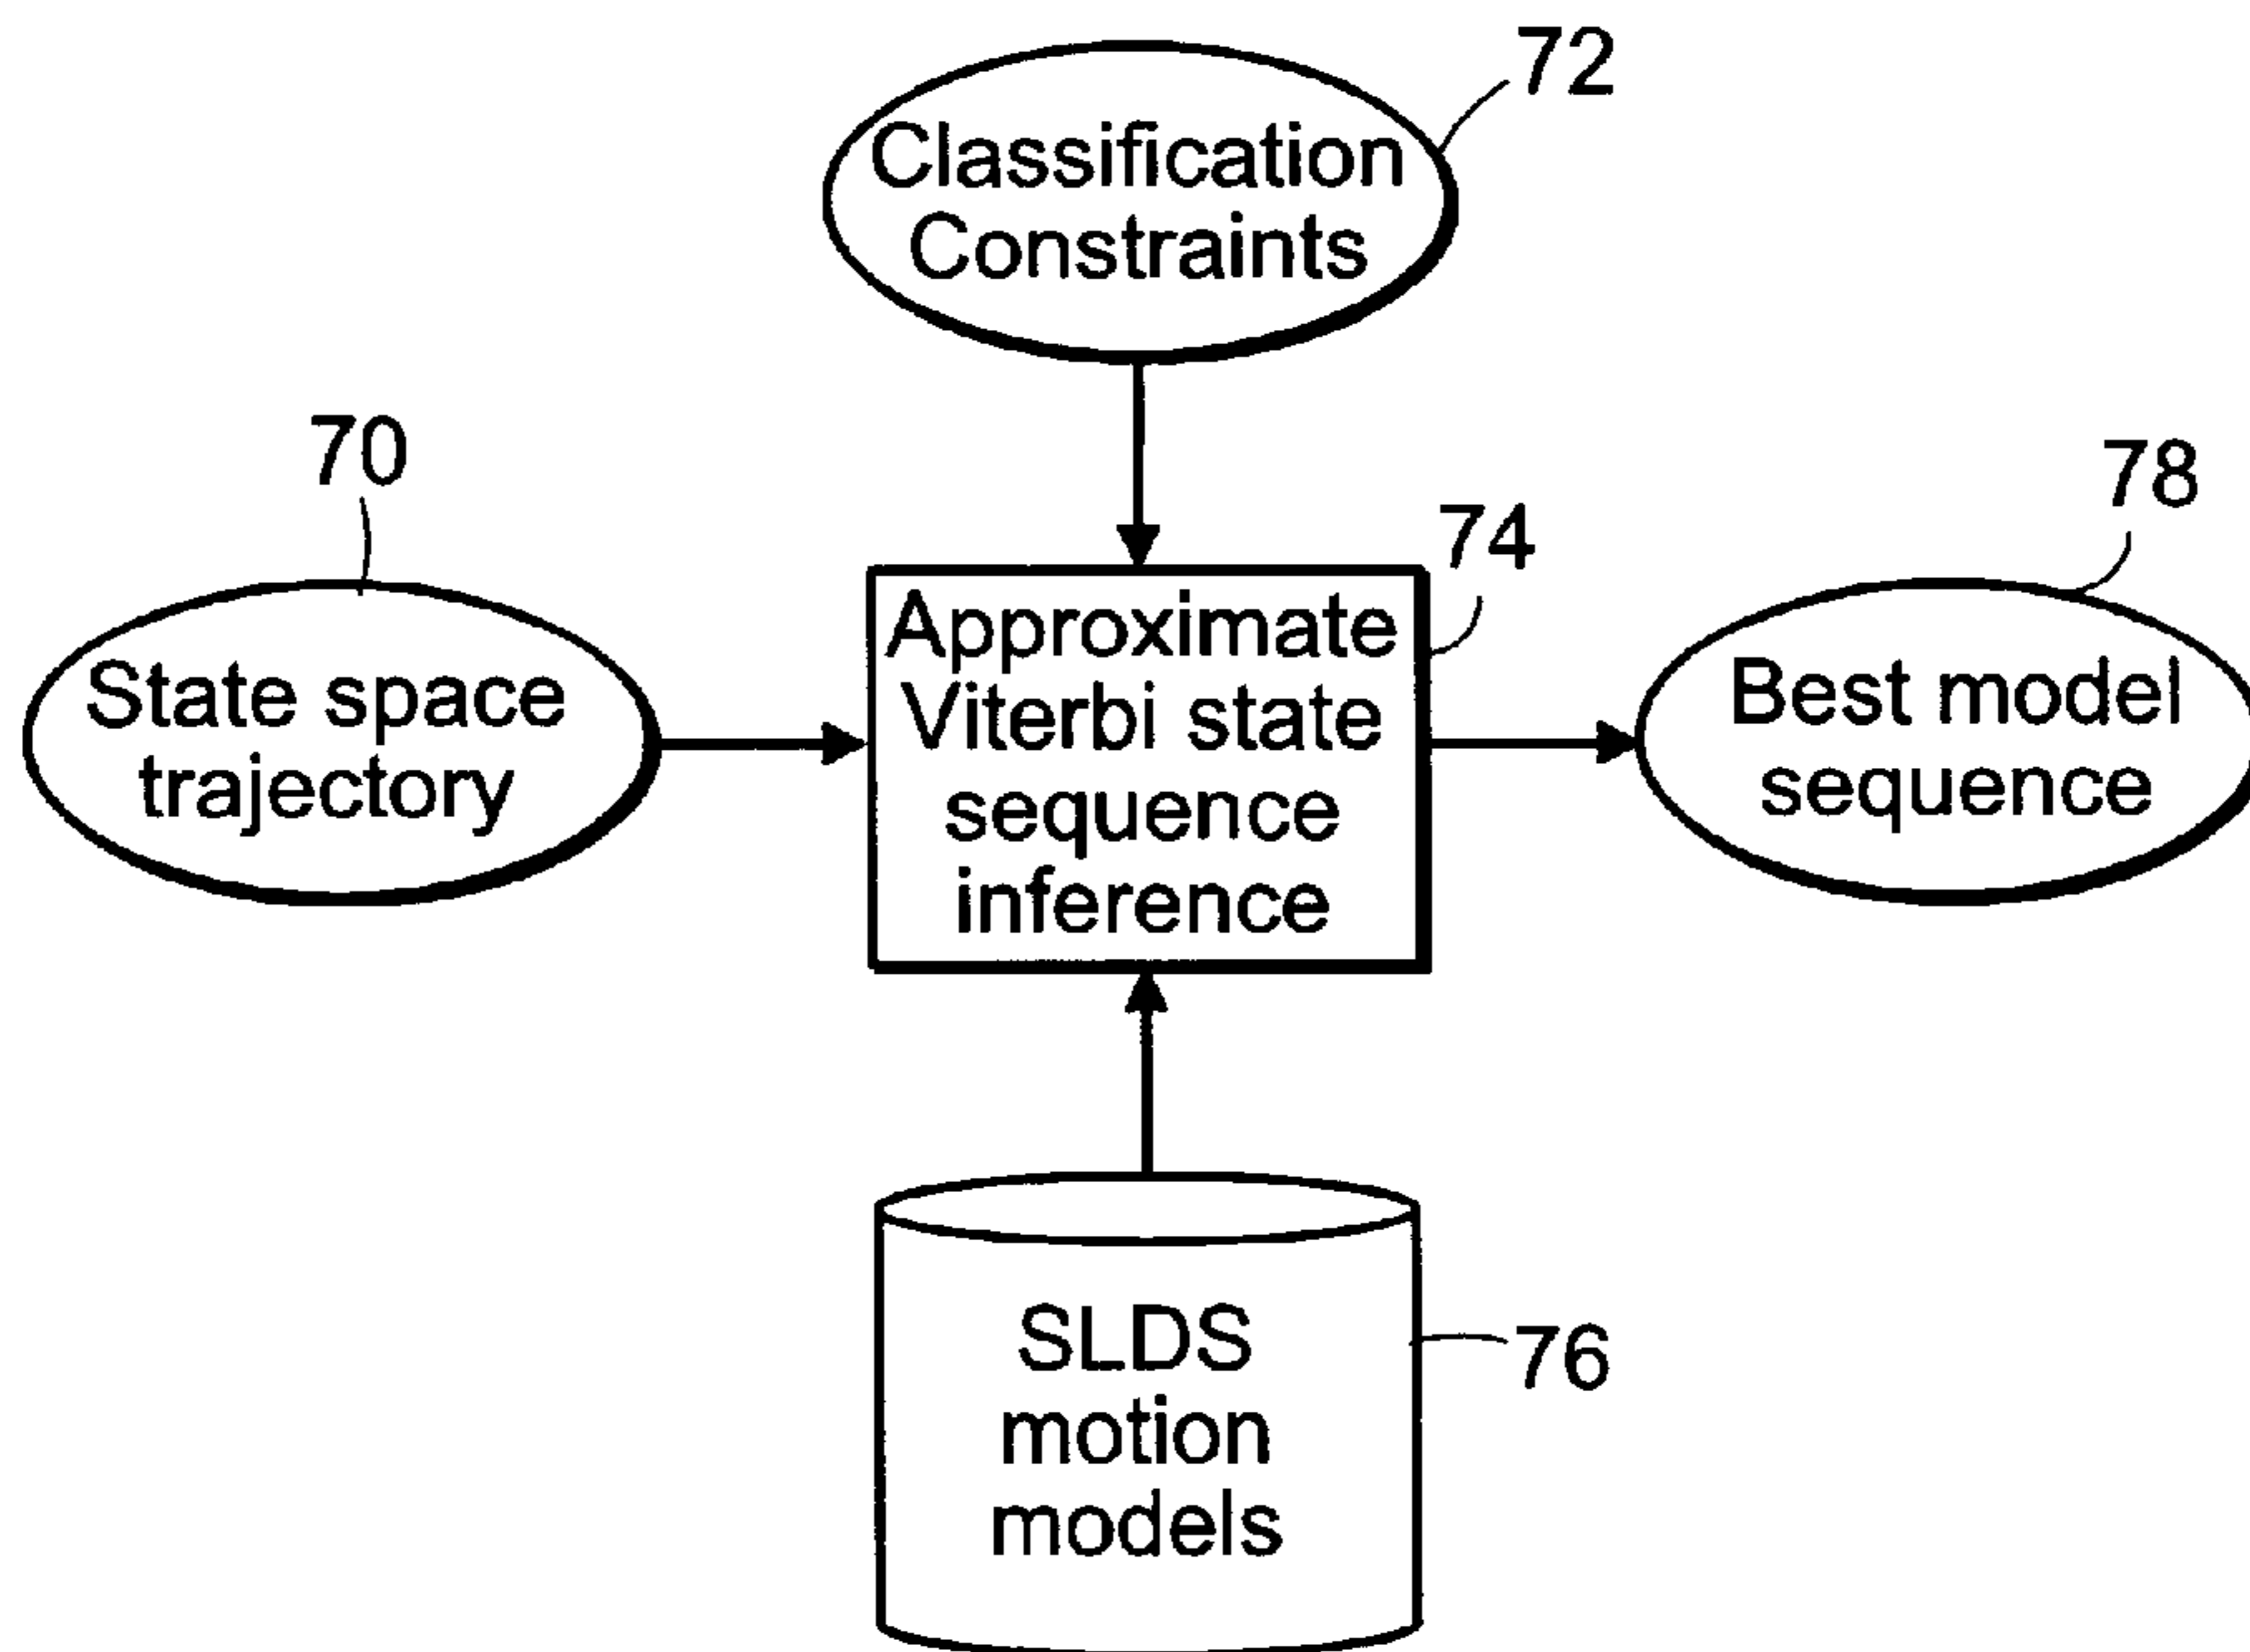 72
Classification
Constraints
70
State space
trajectory
74
Approximate
Viterbi state
sequence
inference
78
Best model
sequence
SLDS
motion
models
76